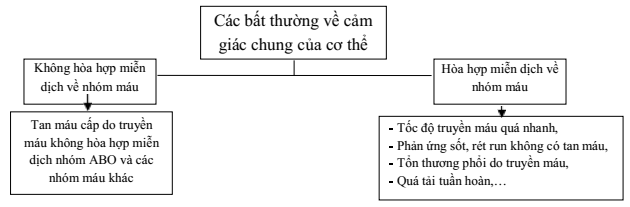 Các bất thường về cảm
giác chung của cơ thể
Không hòa hợp miễn
dịch về nhóm máu
Hòa hợp miễn dịch về
nhóm máu
Tan máu cấp do truyền
máu không hòa hợp miễn
dịch nhóm ABO và các
nhóm máu khác
- Tốc độ truyền máu quá nhanh,
- Phản ứng sốt, rét run không có tan máu,
- Tổn thương phổi do truyền máu,
- Quá tải tuần hoàn,…